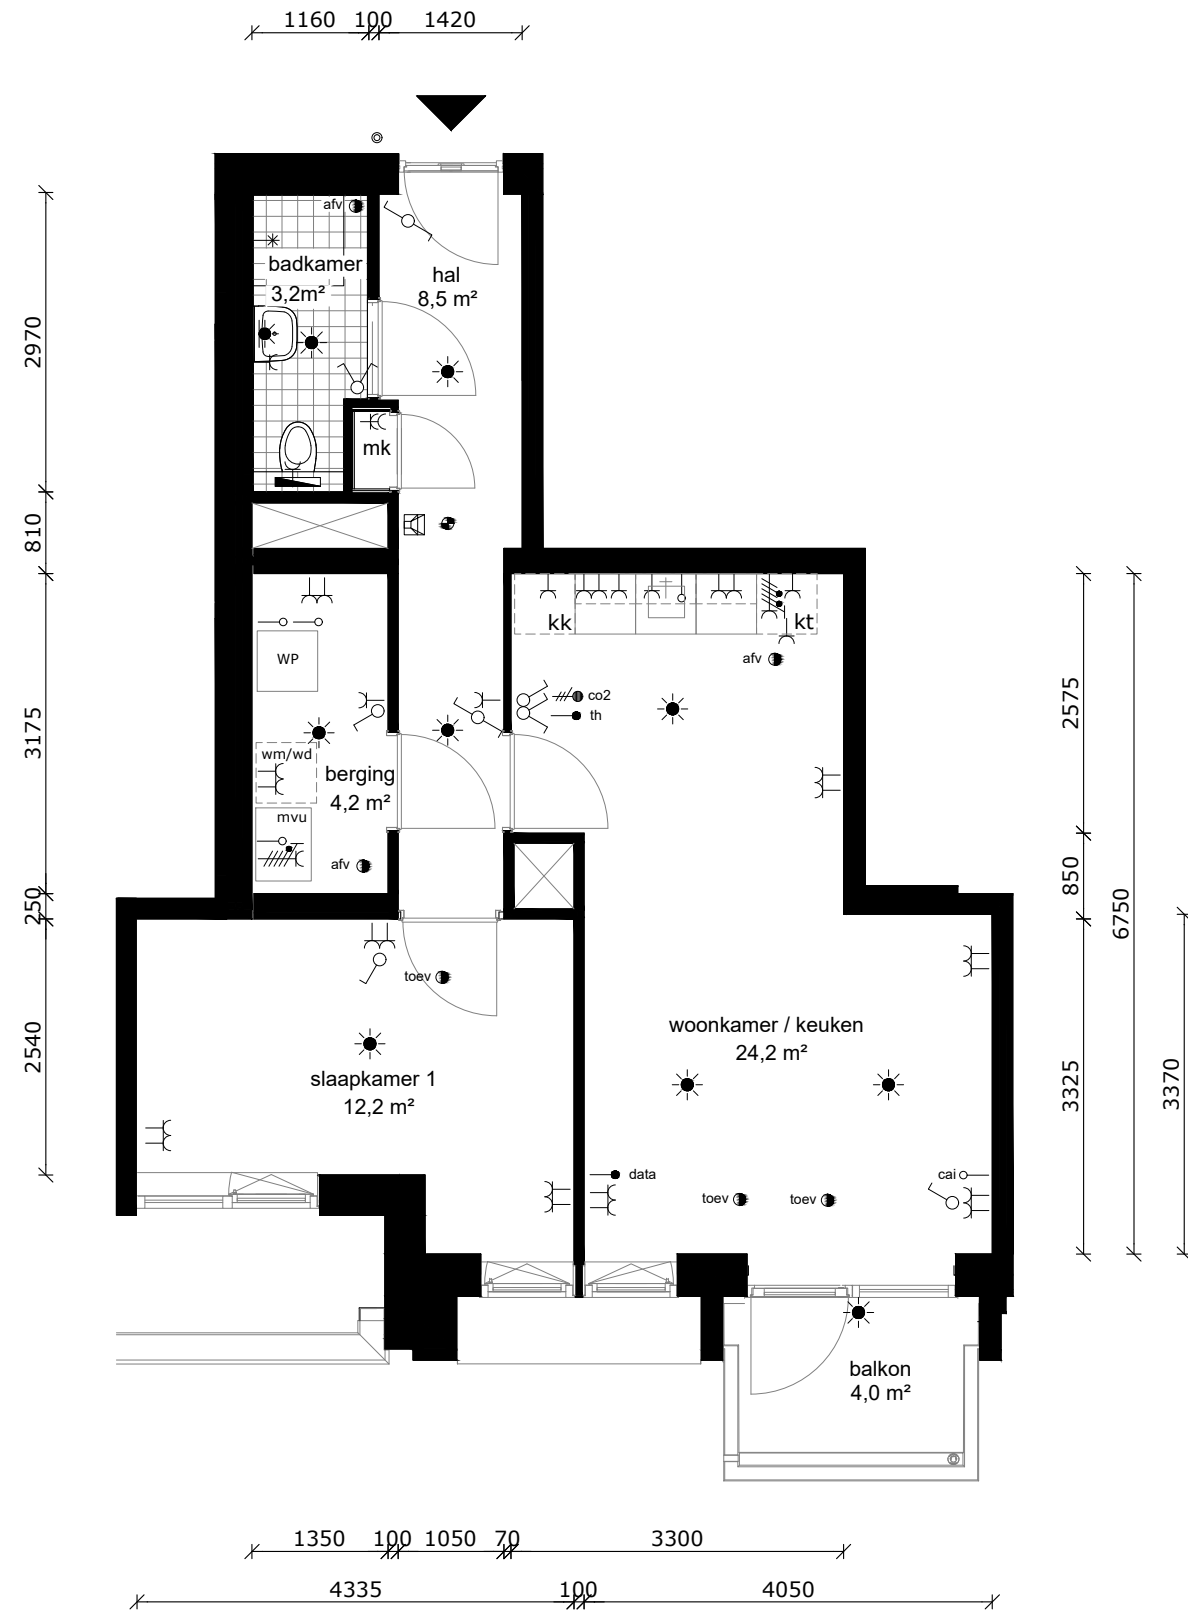 1160 100 1420
afv
badkamer
3,2m²
hal
8,5 m²
mk
2970
810
3175
250
2540
kk
kt
afv
co2
th
WP
wm/wd
berging
4,2 m²
mvu
afv
toev
slaapkamer 1
12,2 m²
woonkamer / keuken
24,2 m²
data
cai
toev
toev
balkon
4,0 m²
2575
850
3325
6750
3370
1350 100 1050 70 3300
4335 100 4050